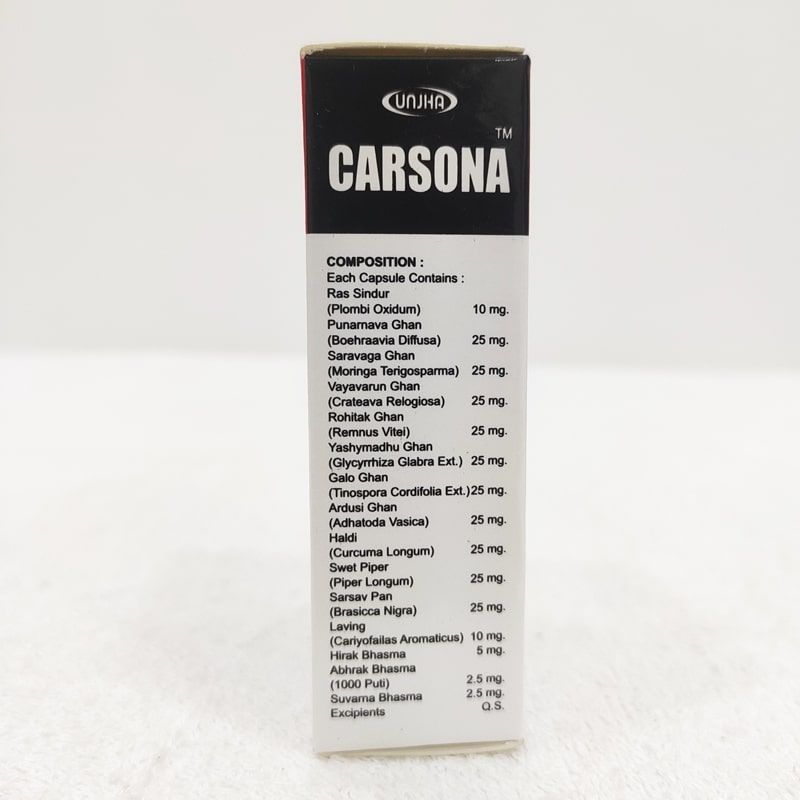 UNJHA
TM
CARSONA
COMPOSITION :
Each Capsule Contains :
Ras Sindur
(Plombi Oxidum) 10 mg.
Punarnava Ghan
(Boehraavia Diffusa) 25 mg.
Saravaga Ghan
(Moringa Terigosparma) 25 mg.
Vayavarun Ghan
(Crateava Relogiosa) 25 mg.
Rohitak Ghan
(Remnus Vitei) 25 mg.
Yashymadhu Ghan
(Glycyrrhiza Glabra Ext.) 25 mg.
Galo Ghan
(Tinospora Cordifolia Ext.) 25 mg.
Ardusi Ghan
(Adhatoda Vasica) 25 mg.
Haldi
(Curcuma Longum) 25 mg.
Swet Piper
(Piper Longum) 25 mg.
Sarsav Pan
(Brasicca Nigra) 25 mg.
Laving
(Cariyofailas Aromaticus) 10 mg.
Hirak Bhasma 5 mg.
Abhrak Bhasma
(1000 Puti) 2.5 mg.
Suvarna Bhasma 2.5 mg.
Excipients Q.S.